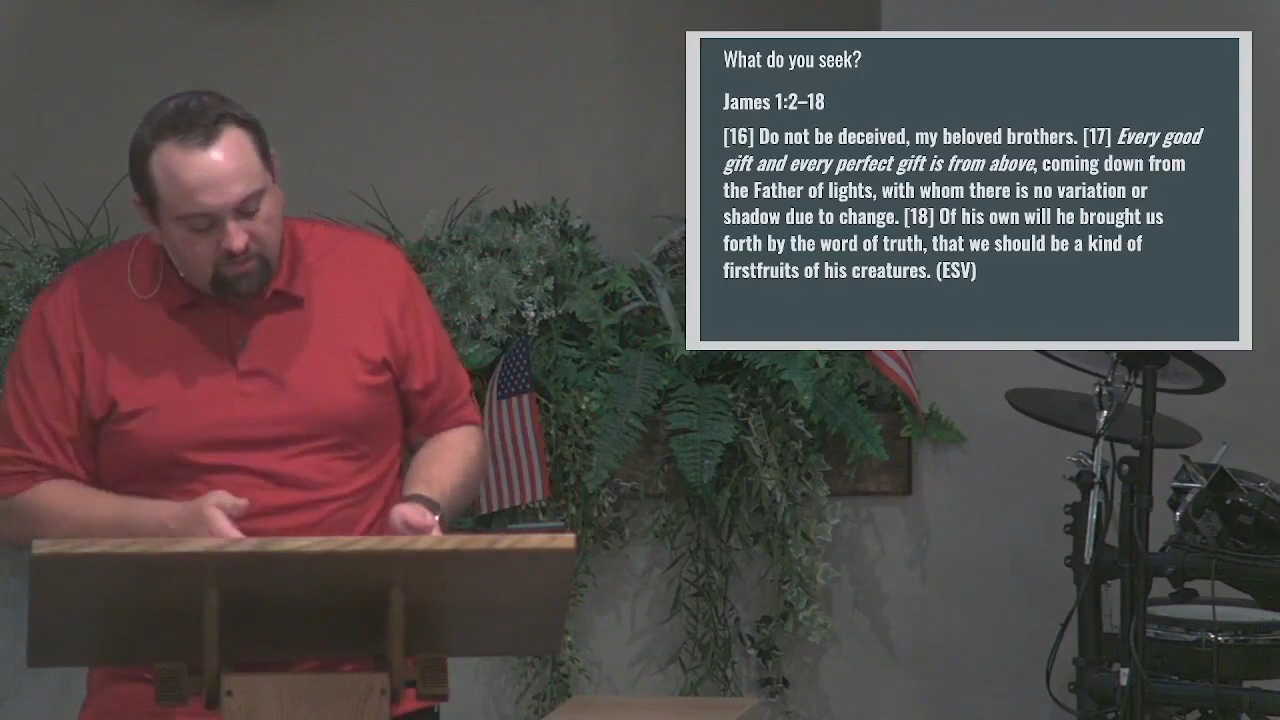 What do you seek?
James 1:2–18
[16] Do not be deceived, my beloved brothers. [17] Every good
gift and every perfect gift is from above, coming down from
the Father of lights, with whom there is no variation or
shadow due to change. [18] Of his own will he brought us
forth by the word of truth, that we should be a kind of
firstfruits of his creatures. (ESV)